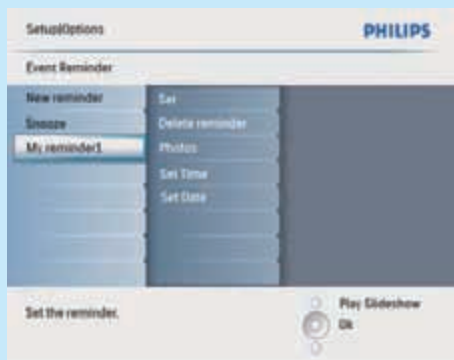 Setup|Options
PHILIPS
Event Reminder
New reminder
Snooze
My reminder1
Set
Delete reminder
Photos
Set Time
Set Date
Set the reminder.
Play Slideshow
Ok